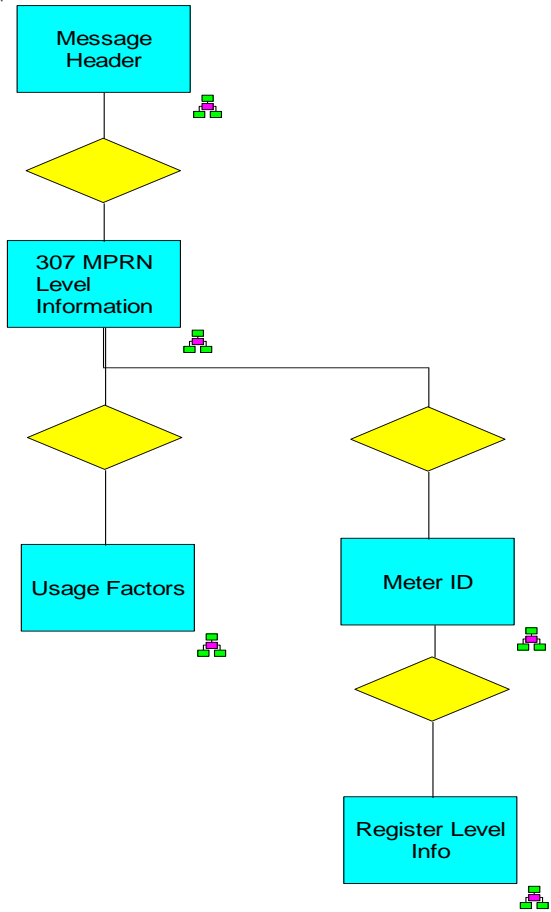 Message
Header
307 MPRN
Level
Information
Usage Factors
Meter ID
Register Level
Info